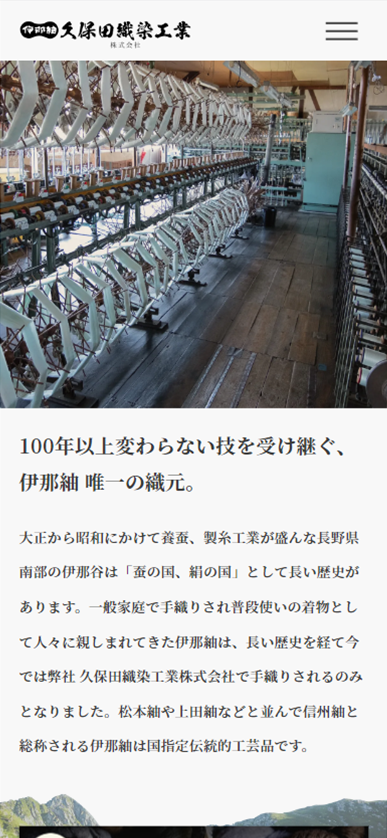 伊那紬 久保田織染工業
株式会社
100年以上変わらない技を受け継ぐ、
伊那紬 唯一の織元。
大正から昭和にかけて養蚕、製糸工業が盛んな長野県
南部の伊那谷は「蚕の国、絹の国」として長い歴史が
あります。一般家庭で手織りされ普段使いの着物とし
て人々に親しまれてきた伊那紬は、長い歴史を経て今
では弊社 久保田織染工業株式会社で手織りされるのみ
となりました。松本紬や上田紬などと並んで信州紬と
総称される伊那紬は国指定伝統的工芸品です。